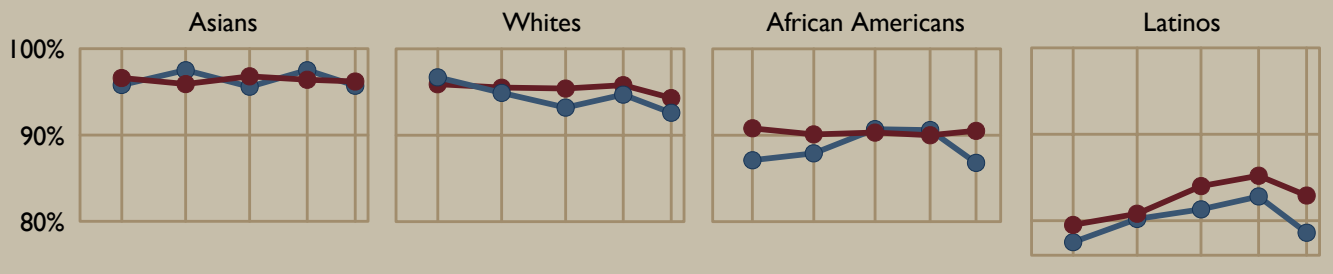 Asians
Whites
African Americans
Latinos
100%
90%
80%